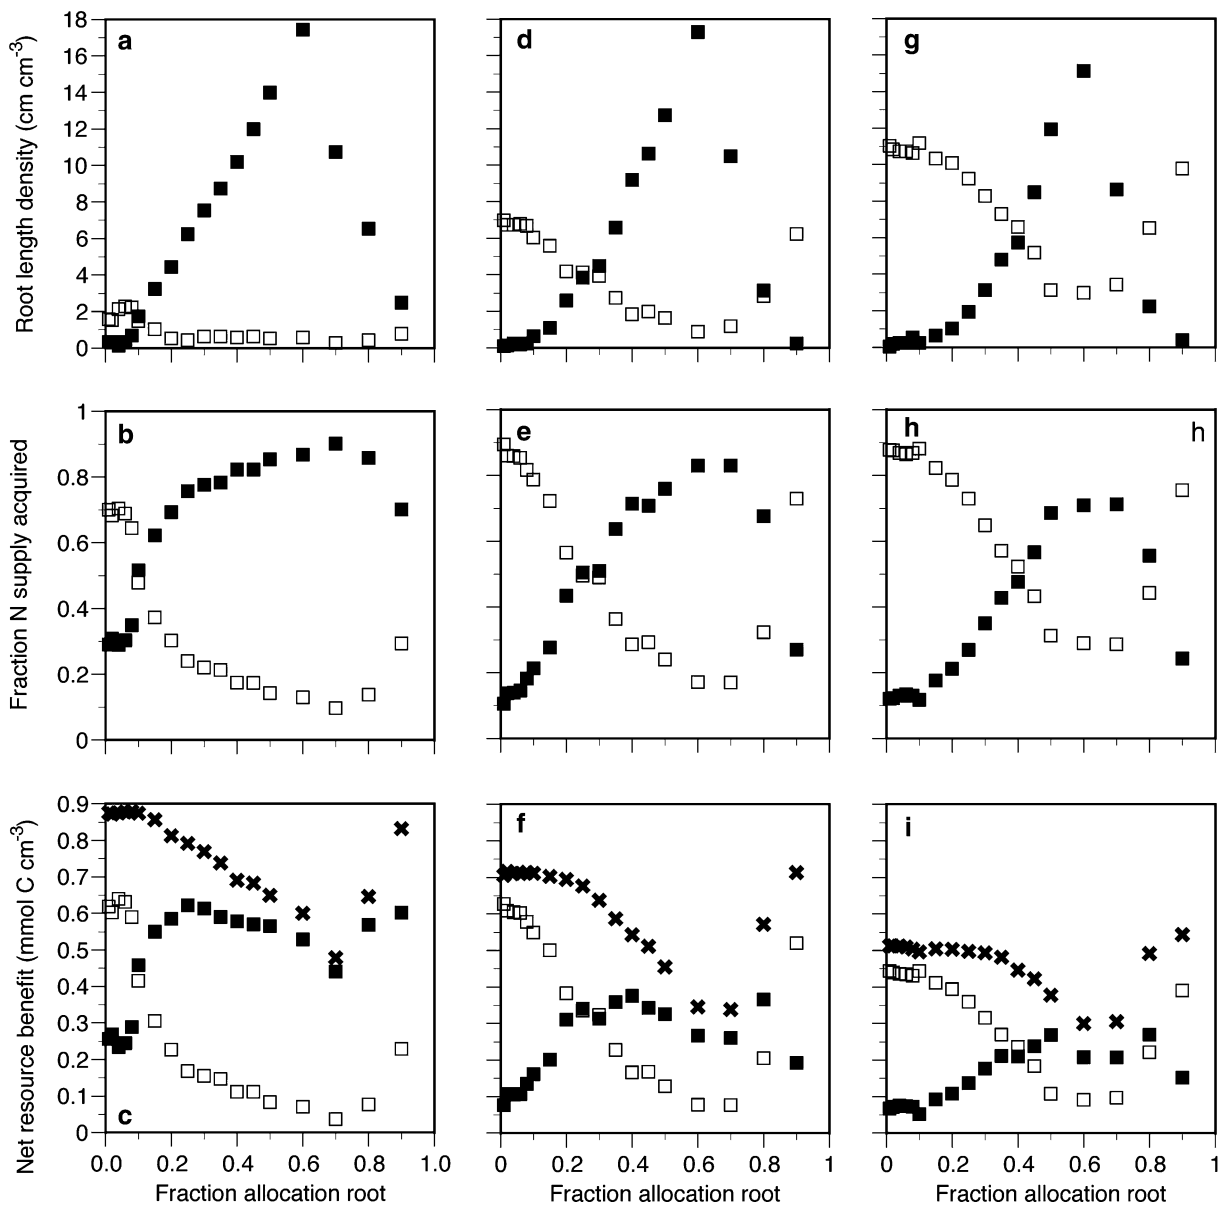 a
d
g
18
16
14
12
10
8
6
4
2
0
Root length density (cm cm⁻³)
b
e
h
h
1
0.8
0.6
0.4
0.2
0
Fraction N supply acquired
c
f
i
0.9
0.8
0.7
0.6
0.5
0.4
0.3
0.2
0.1
0
Net resource benefit (mmol C cm⁻³)
0.0 0.2 0.4 0.6 0.8 1.0
0 0.2 0.4 0.6 0.8 1
0 0.2 0.4 0.6 0.8 1
Fraction allocation root
Fraction allocation root
Fraction allocation root